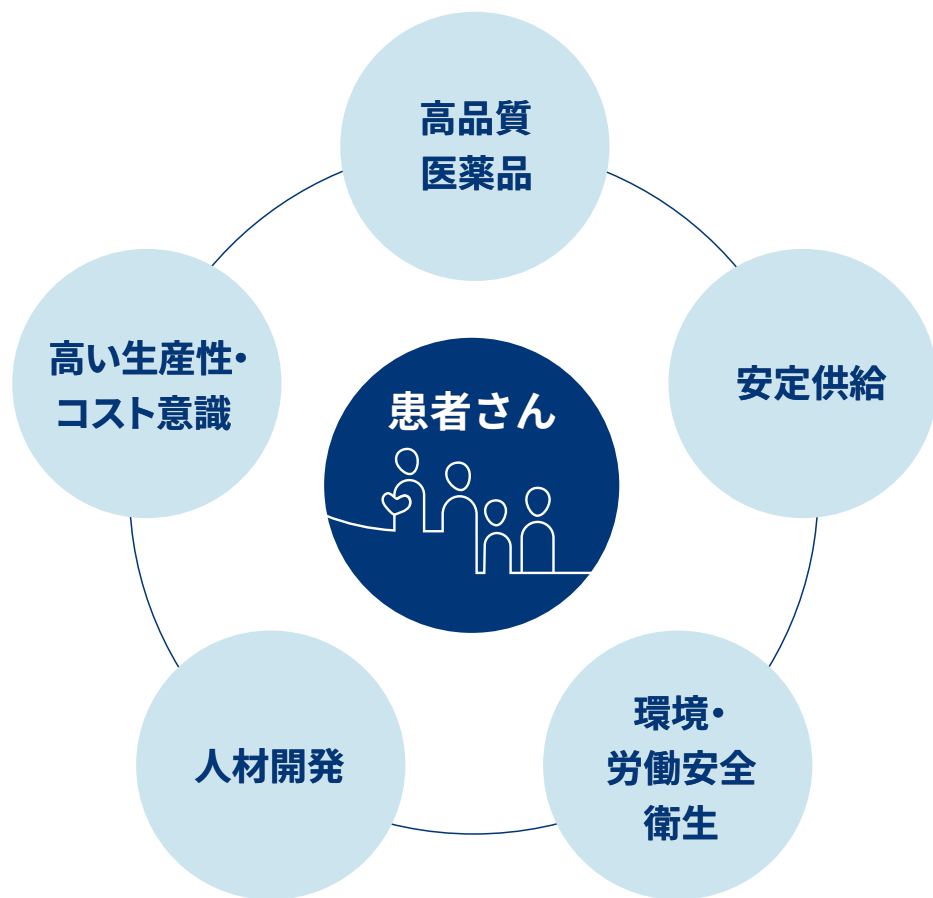 高品質
医薬品
安定供給
環境・
労働安全
衛生
人材開発
高い生産性・
コスト意識
患者さん